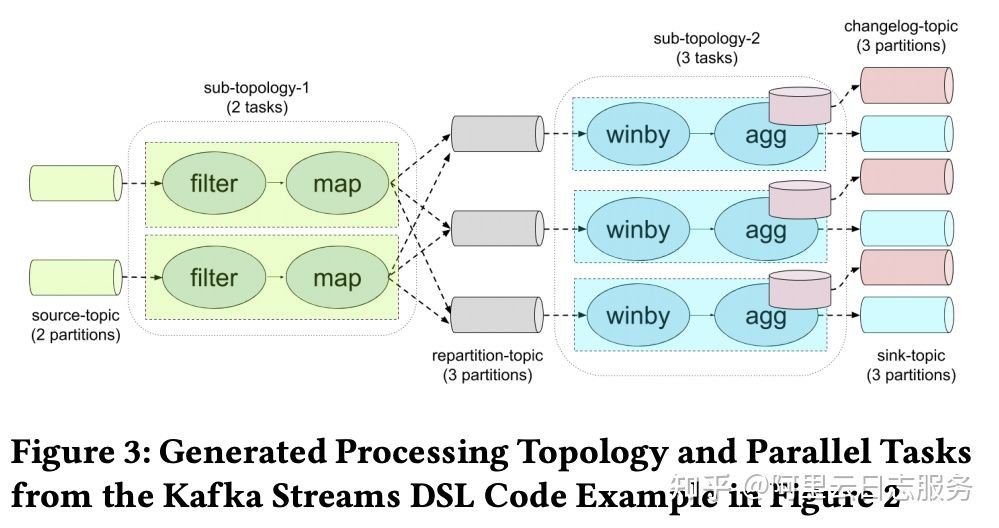 changelog-topic
(3 partitions)
sub-topology-2
(3 tasks)
sub-topology-1
(2 tasks)
filter
map
filter
map
winby
agg
winby
agg
winby
agg
source-topic
(2 partitions)
repartition-topic
(3 partitions)
sink-topic
(3 partitions)
Figure 3: Generated Processing Topology and Parallel Tasks
from the Kafka Streams DSL Code Example in Figure 2
知乎 @阿里云日志服务